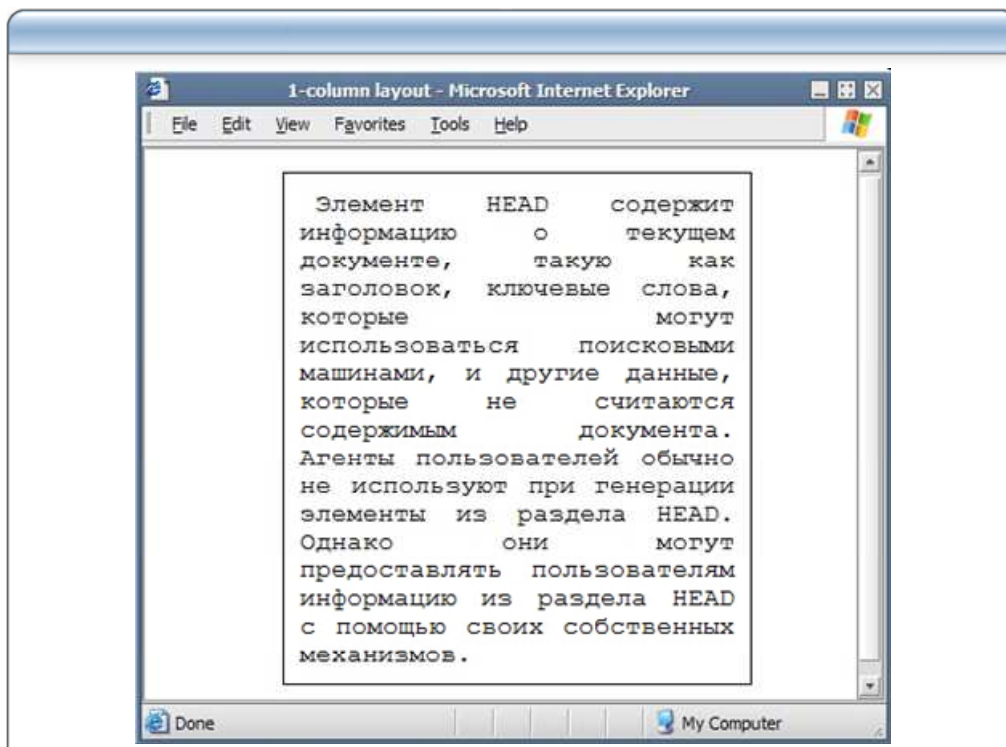 1-column layout - Microsoft Internet Explorer
File Edit View Favorites Tools Help
Элемент HEAD содержит
информацию о текущем
документе, такую как
заголовок, ключевые слова,
которые могут
использоваться поисковыми
машинами, и другие данные,
которые не считаются
содержимым документа.
Агенты пользователей обычно
не используют при генерации
элементы из раздела HEAD.
Однако они могут
предоставлять пользователям
информацию из раздела HEAD
с помощью своих собственных
механизмов.
Done My Computer